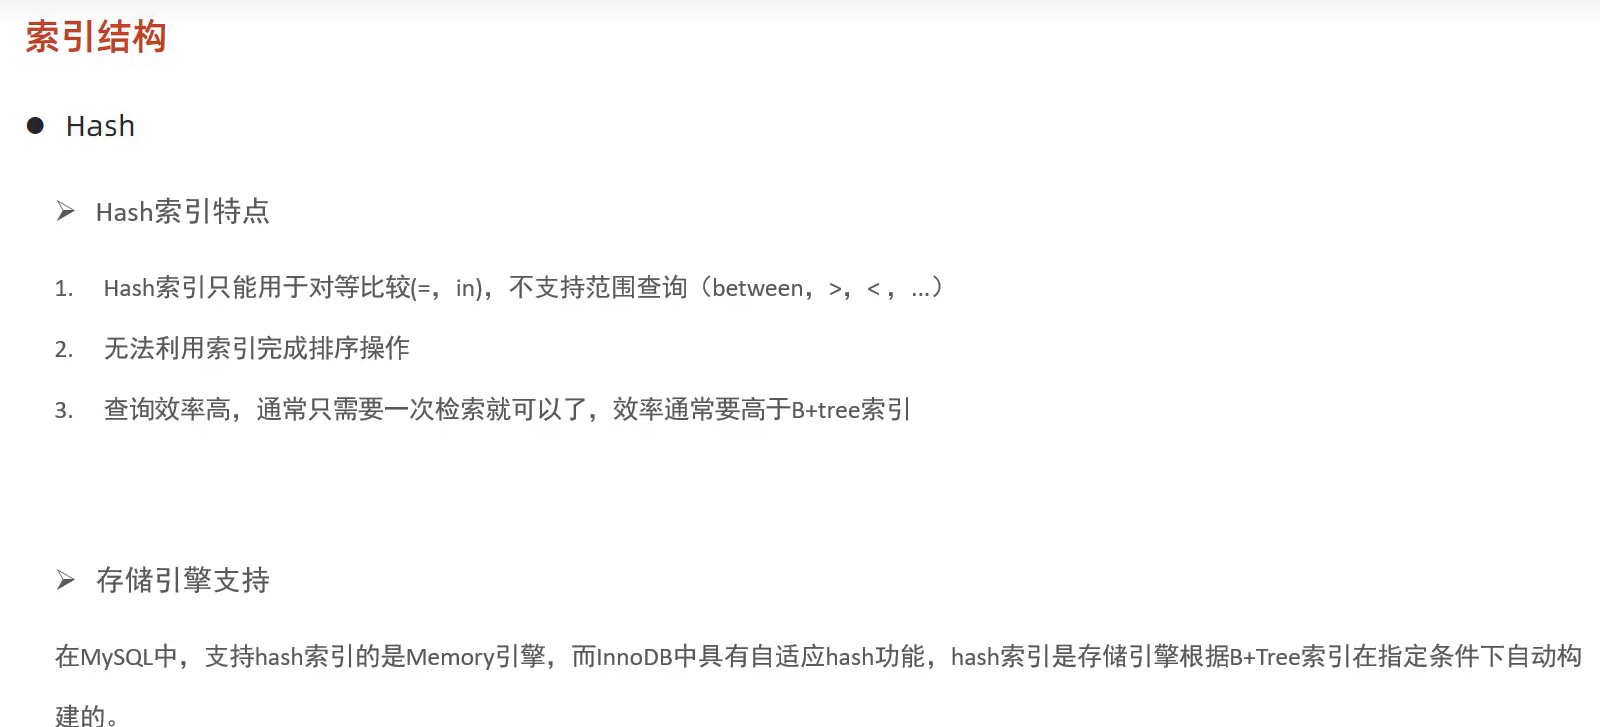 索引结构
● Hash
➢ Hash索引特点
1. Hash索引只能用于对等比较(=，in)，不支持范围查询（between，>，< ，...）
2. 无法利用索引完成排序操作
3. 查询效率高，通常只需要一次检索就可以了，效率通常要高于B+tree索引
➢ 存储引擎支持
在MySQL中，支持hash索引的是Memory引擎，而InnoDB中具有自适应hash功能，hash索引是存储引擎根据B+Tree索引在指定条件下自动构
建的。